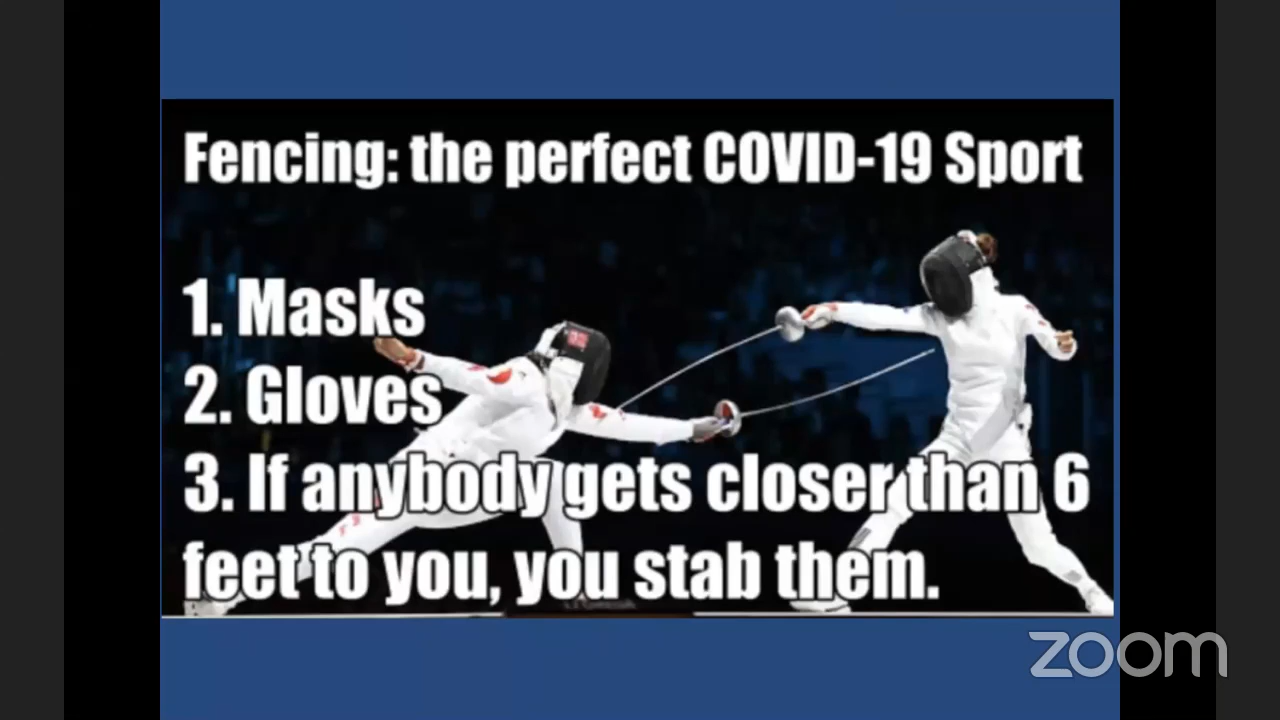 Fencing: the perfect COVID-19 Sport
1. Masks
2. Gloves
3. If anybody gets closer than 6
feet to you, you stab them.
zoom